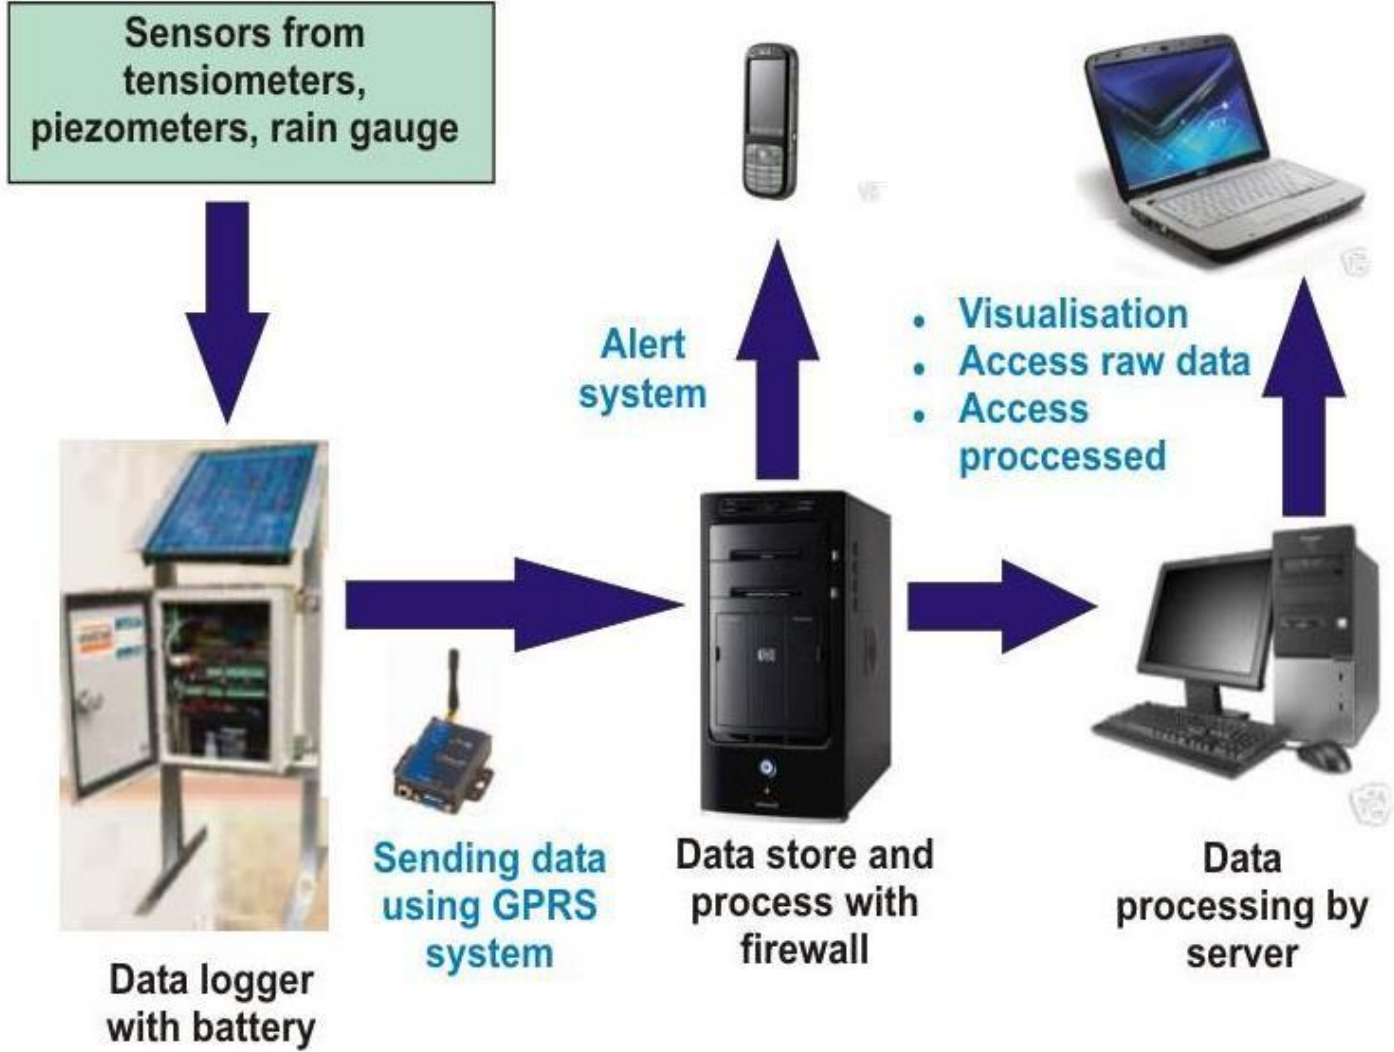 Sensors from
tensiometers,
piezometers, rain gauge
Alert
system
• Visualisation
• Access raw data
• Access
proccessed
Sending data
using GPRS
system
Data store and
process with
firewall
Data
processing by
server
Data logger
with battery